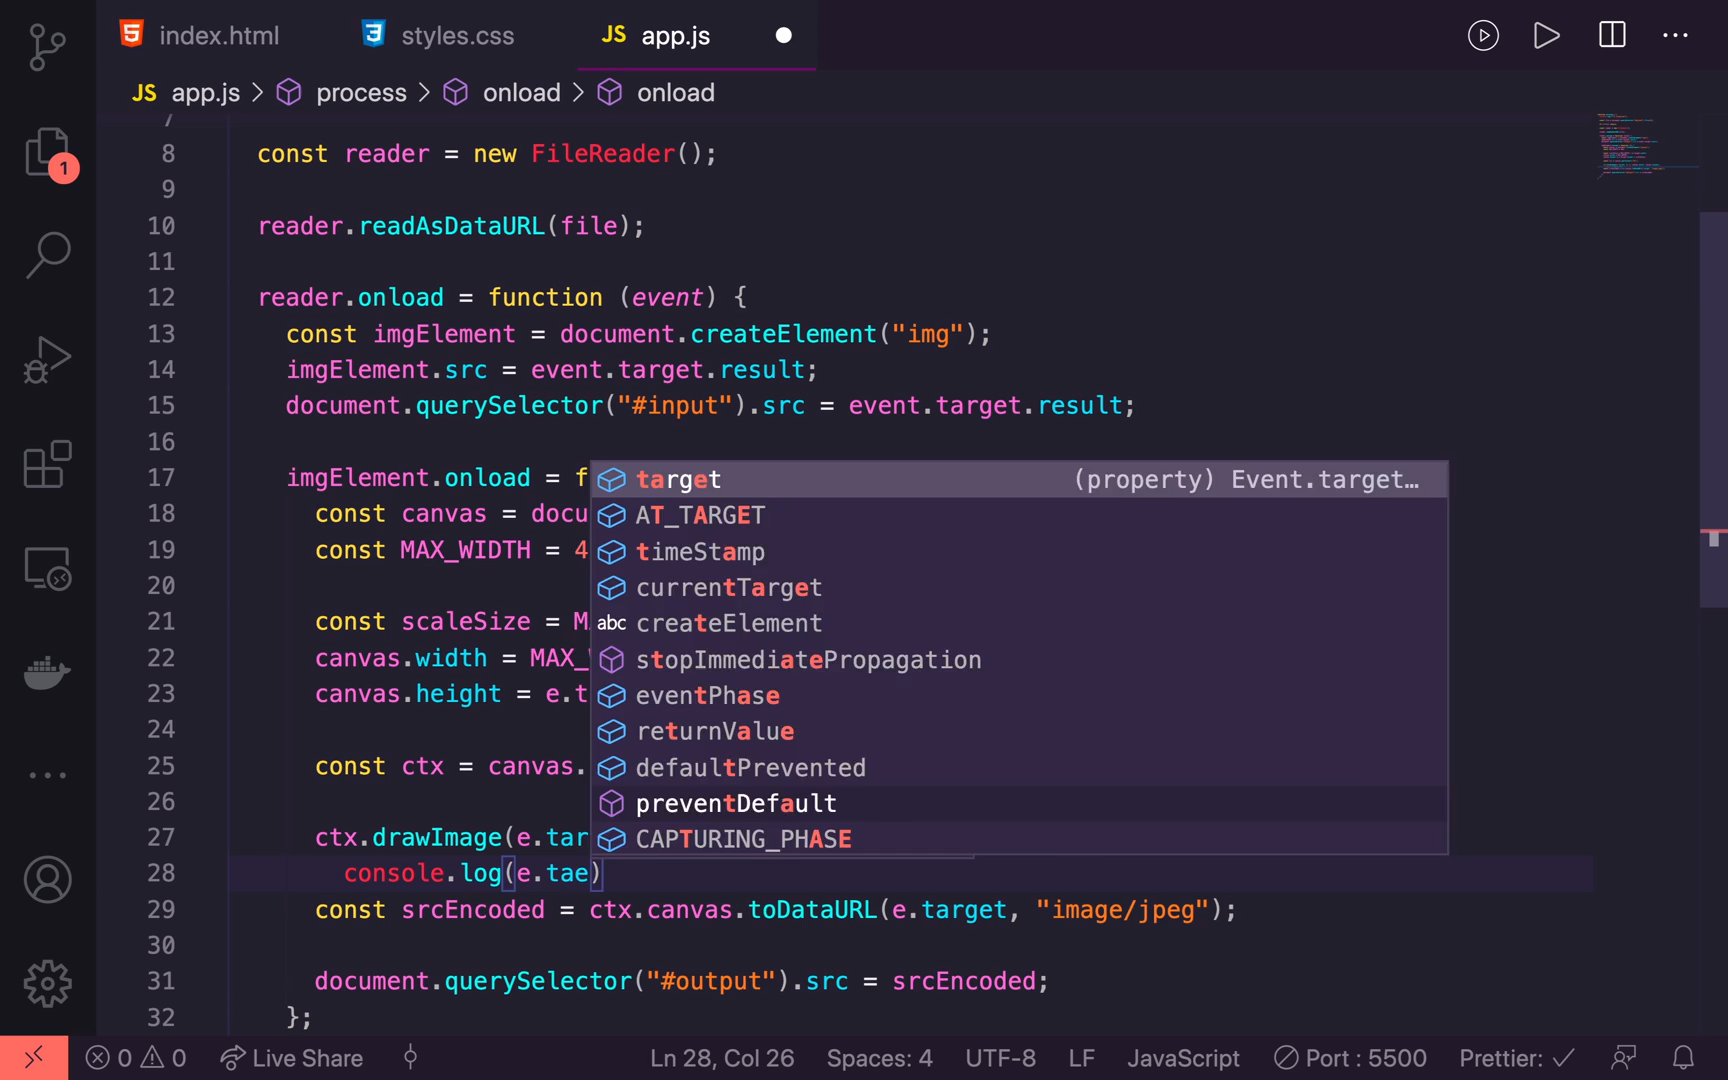 index.html
styles.css
JS app.js
JS app.js > process > onload > onload
7
8 const reader = new FileReader();
9
10 reader.readAsDataURL(file);
11
12 reader.onload = function (event) {
13 const imgElement = document.createElement("img");
14 imgElement.src = event.target.result;
15 document.querySelector("#input").src = event.target.result;
16
17 imgElement.onload = f
18 const canvas = docu
19 const MAX_WIDTH = 4
20
21 const scaleSize = M
22 canvas.width = MAX_
23 canvas.height = e.t
24
25 const ctx = canvas.
26
27 ctx.drawImage(e.tar
28 console.log(e.tae)
29 const srcEncoded = ctx.canvas.toDataURL(e.target, "image/jpeg");
30
31 document.querySelector("#output").src = srcEncoded;
32 };
target (property) Event.target…
AT_TARGET
timeStamp
currentTarget
abc createElement
stopImmediatePropagation
eventPhase
returnValue
defaultPrevented
preventDefault
CAPTURING_PHASE
1
0 0 Live Share Ln 28, Col 26 Spaces: 4 UTF-8 LF JavaScript Port : 5500 Prettier: ✓